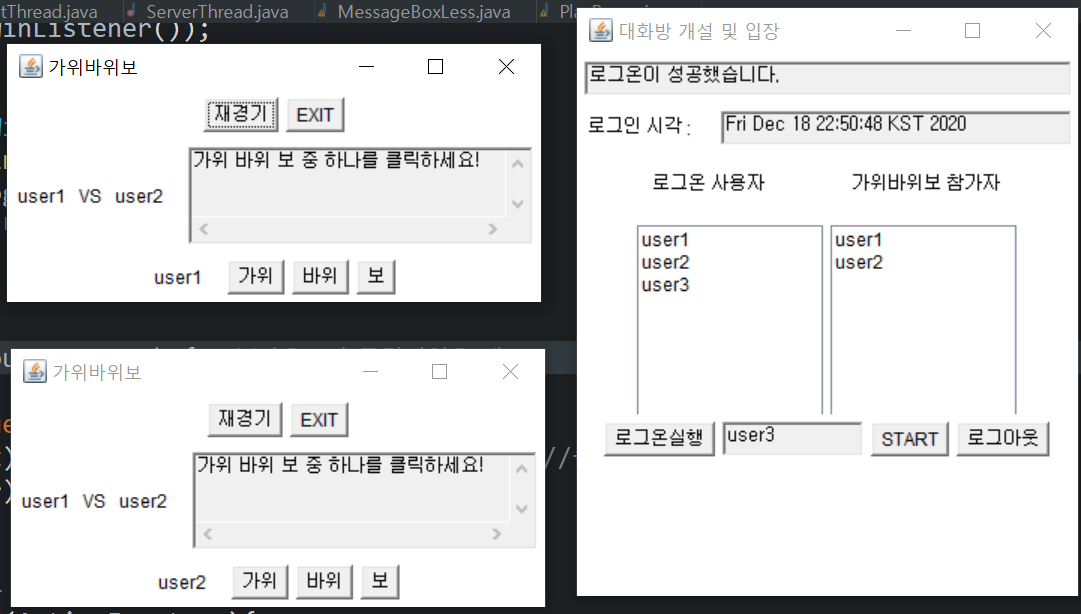 tThread.java ServerThread.java MessageBoxLess.java
inListener());
가위바위보
재경기 EXIT
가위 바위 보 중 하나를 클릭하세요!
user1 VS user2
user1 가위 바위 보
가위바위보
재경기 EXIT
가위 바위 보 중 하나를 클릭하세요!
user1 VS user2
user2 가위 바위 보
대화방 개설 및 입장
로그온이 성공했습니다.
로그인 시각 : Fri Dec 18 22:50:48 KST 2020
로그온 사용자 가위바위보 참가자
user1 user1
user2 user2
user3
로그온실행 user3 START 로그아웃